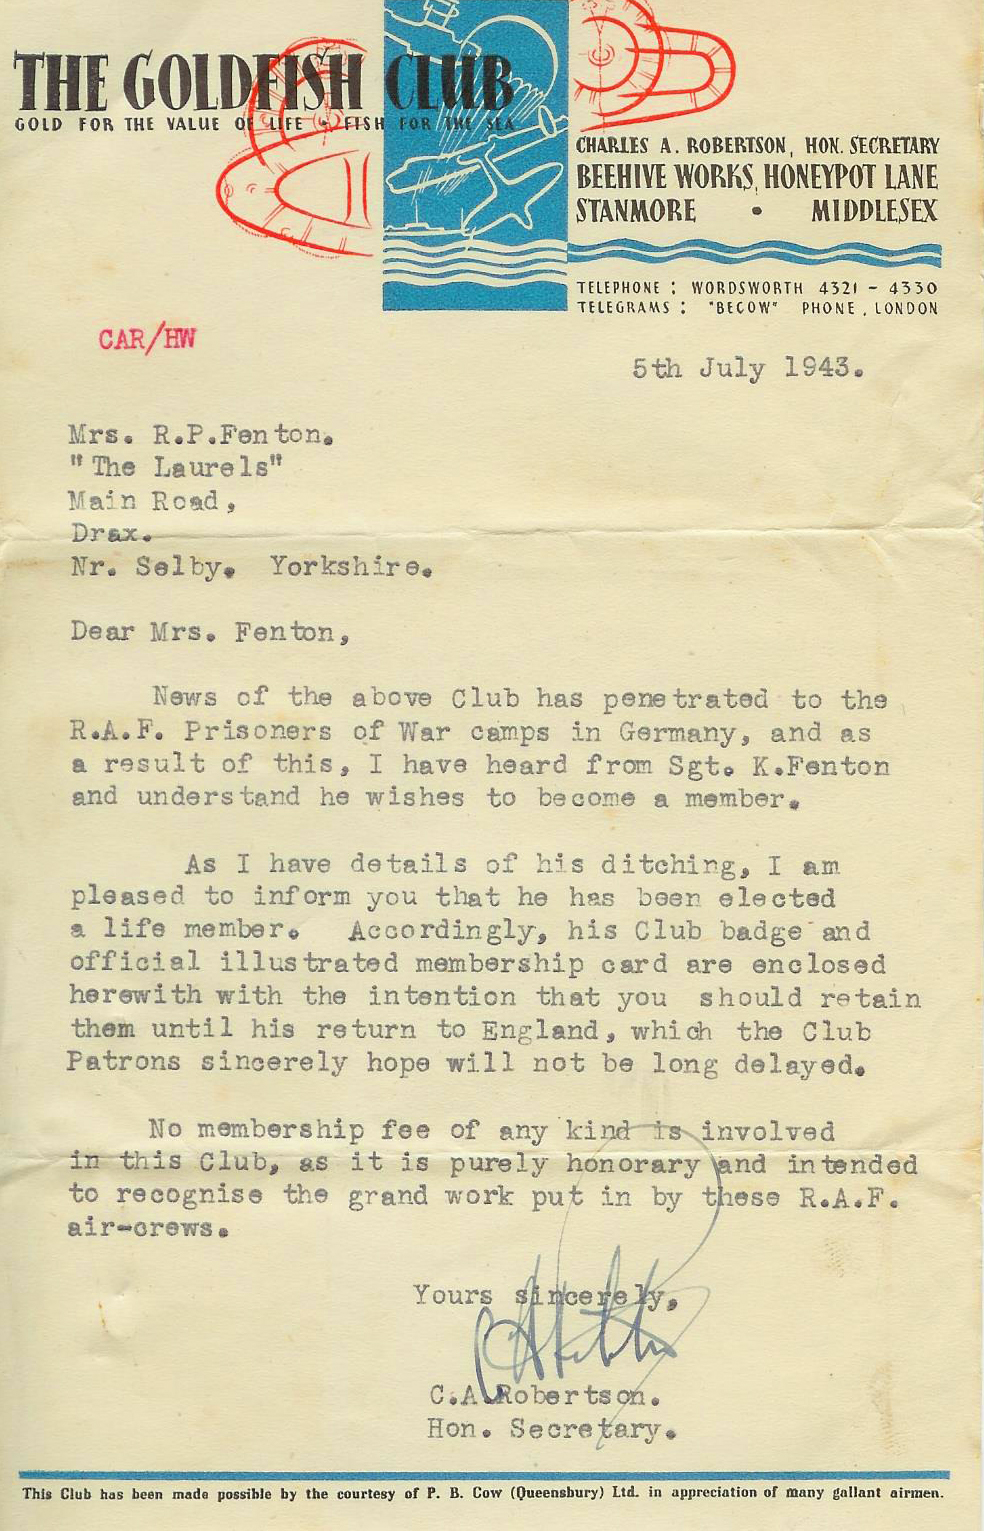 THE GOLDFISH CLUB
GOLD FOR THE VALUE OF LIFE • FISH FOR THE SEA
CHARLES A. ROBERTSON, HON. SECRETARY
BEEHIVE WORKS, HONEYPOT LANE
STANMORE • MIDDLESEX
TELEPHONE : WORDSWORTH 4321 - 4330
TELEGRAMS : "BECOW" PHONE, LONDON
CAR/HW
5th July 1943.
Mrs. R.P.Fenton.
"The Laurels"
Main Road,
Drax.
Nr. Selby. Yorkshire.
Dear Mrs. Fenton,
News of the above Club has penetrated to the
R.A.F. Prisoners of War camps in Germany, and as
a result of this, I have heard from Sgt. K.Fenton
and understand he wishes to become a member.
As I have details of his ditching, I am
pleased to inform you that he has been elected
a life member. Accordingly, his Club badge and
official illustrated membership card are enclosed
herewith with the intention that you should retain
them until his return to England, which the Club
Patrons sincerely hope will not be long delayed.
No membership fee of any kind is involved
in this Club, as it is purely honorary and intended
to recognise the grand work put in by these R.A.F.
air-crews.
Yours sincerely,
C.A.Robertson.
Hon. Secretary.
This Club has been made possible by the courtesy of P. B. Cow (Queensbury) Ltd. in appreciation of many gallant airmen.